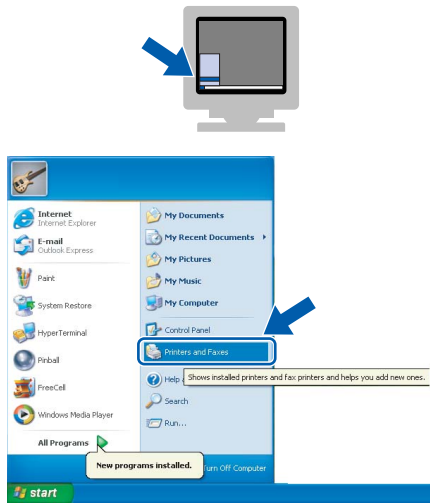 Internet
Internet Explorer
E-mail
Outlook Express
Paint
System Restore
HyperTerminal
Pinball
FreeCell
Windows Media Player
All Programs
My Documents
My Recent Documents
My Pictures
My Music
My Computer
Control Panel
Printers and Faxes
Help
Shows installed printers and fax printers and helps you add new ones.
Search
Run...
New programs installed.
Turn Off Computer
start